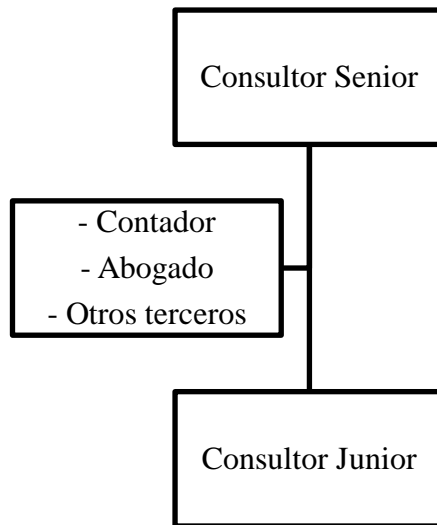 Consultor Senior
- Contador
- Abogado
- Otros terceros
Consultor Junior